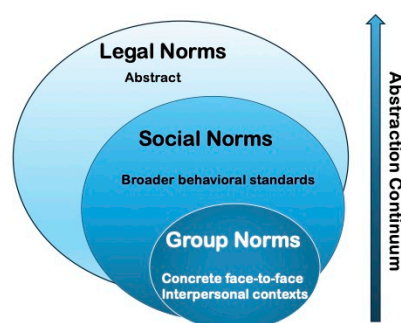 Legal Norms
Abstract
Social Norms
Broader behavioral standards
Group Norms
Concrete face-to-face
Interpersonal contexts
Abstraction Continuum